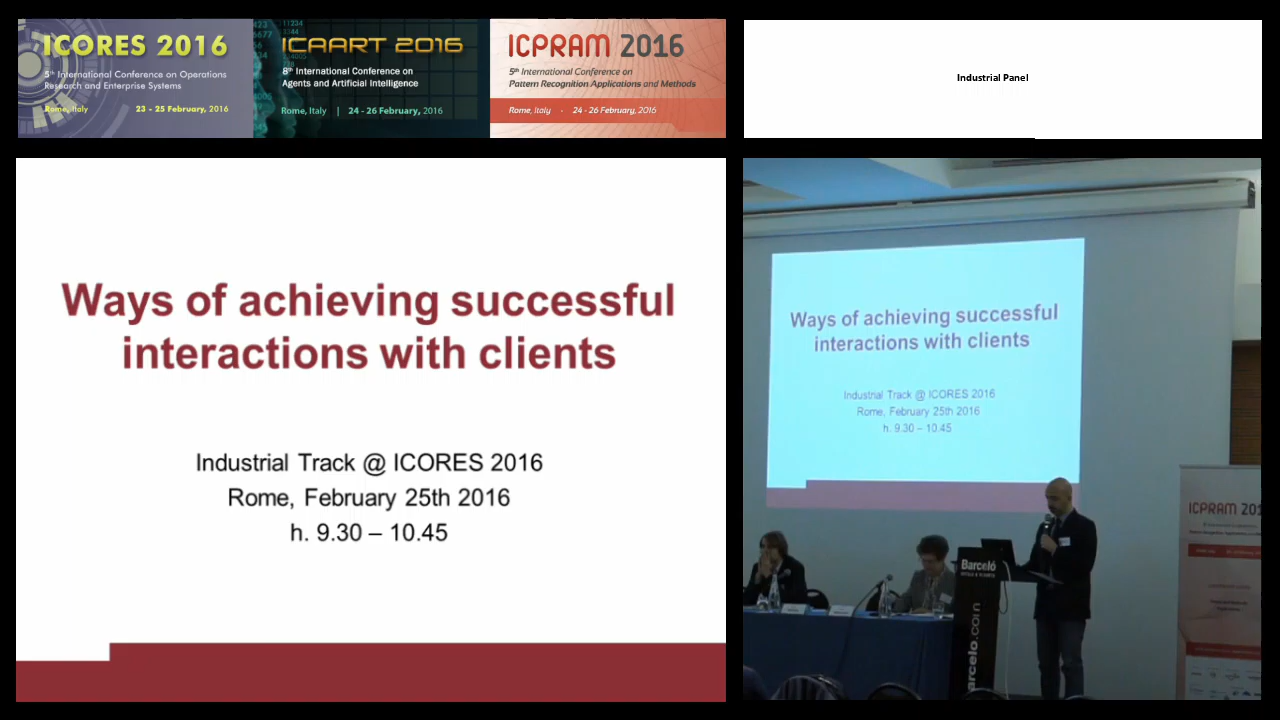 ICORES 2016
5th International Conference on Operations
Research and Enterprise Systems
Rome, Italy 23 - 25 February, 2016
ICAART 2016
8th International Conference on
Agents and Artificial Intelligence
Rome, Italy | 24 - 26 February, 2016
ICPRAM 2016
5th International Conference on
Pattern Recognition Applications and Methods
Rome, Italy - 24 - 26 February, 2016
Industrial Panel
Ways of achieving successful
interactions with clients
Industrial Track @ ICORES 2016
Rome, February 25th 2016
h. 9.30 – 10.45
Ways of achieving successful
interactions with clients
Industrial Track @ ICORES 2016
Rome, February 25th 2016
h. 9.30 – 10.45
Barceló
arcelo.com
ICPRAM 201